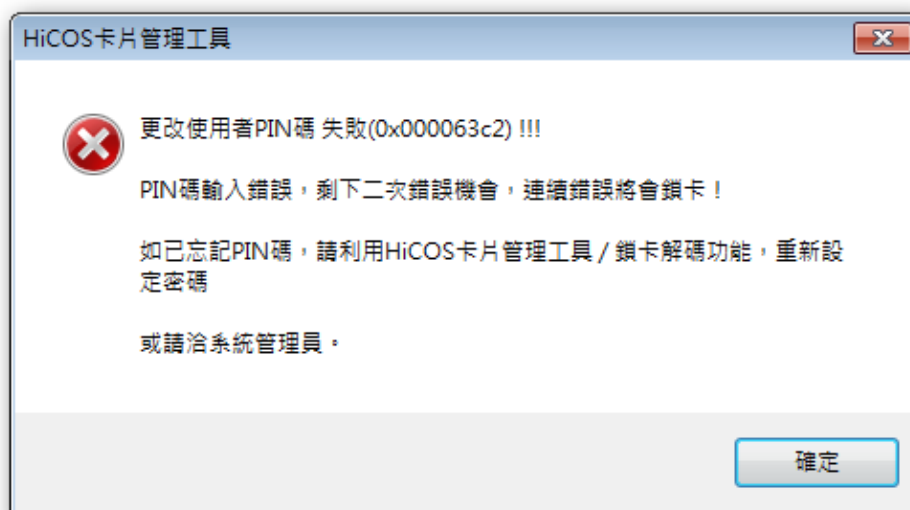 HiCOS卡片管理工具
更改使用者PIN碼 失敗(0x000063c2) !!!
PIN碼輸入錯誤，剩下二次錯誤機會，連續錯誤將會鎖卡！
如已忘記PIN碼，請利用HiCOS卡片管理工具 / 鎖卡解碼功能，重新設
定密碼
或請洽系統管理員。
確定